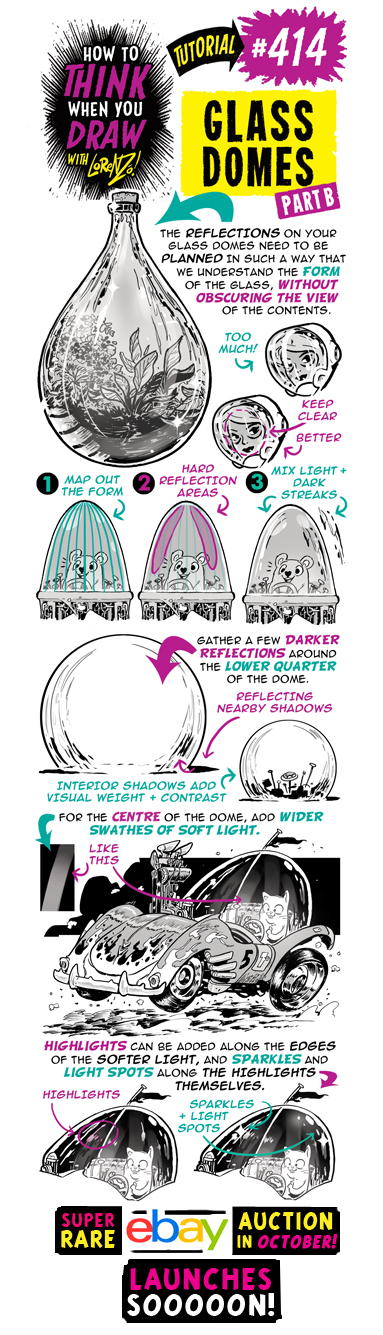 HOW TO
THINK
WHEN YOU
DRAW
WITH LORENZO!
TUTORIAL
#414
GLASS
DOMES
PART B
THE REFLECTIONS ON YOUR
GLASS DOMES NEED TO BE
PLANNED IN SUCH A WAY THAT
WE UNDERSTAND THE FORM
OF THE GLASS, WITHOUT
OBSCURING THE VIEW
OF THE CONTENTS.
TOO
MUCH!
KEEP
CLEAR
BETTER
1 MAP OUT
THE FORM
2 HARD
REFLECTION
AREAS
3 MIX LIGHT +
DARK
STREAKS
GATHER A FEW DARKER
REFLECTIONS AROUND
THE LOWER QUARTER
OF THE DOME.
REFLECTING
NEARBY SHADOWS
INTERIOR SHADOWS ADD
VISUAL WEIGHT + CONTRAST
FOR THE CENTRE OF THE DOME, ADD WIDER
SWATHES OF SOFT LIGHT.
LIKE
THIS
5
HIGHLIGHTS CAN BE ADDED ALONG THE EDGES
OF THE SOFTER LIGHT, AND SPARKLES AND
LIGHT SPOTS ALONG THE HIGHLIGHTS
THEMSELVES.
HIGHLIGHTS
SPARKLES
+ LIGHT
SPOTS
SUPER
RARE
ebay
AUCTION
IN OCTOBER!
LAUNCHES
SOOOOON!